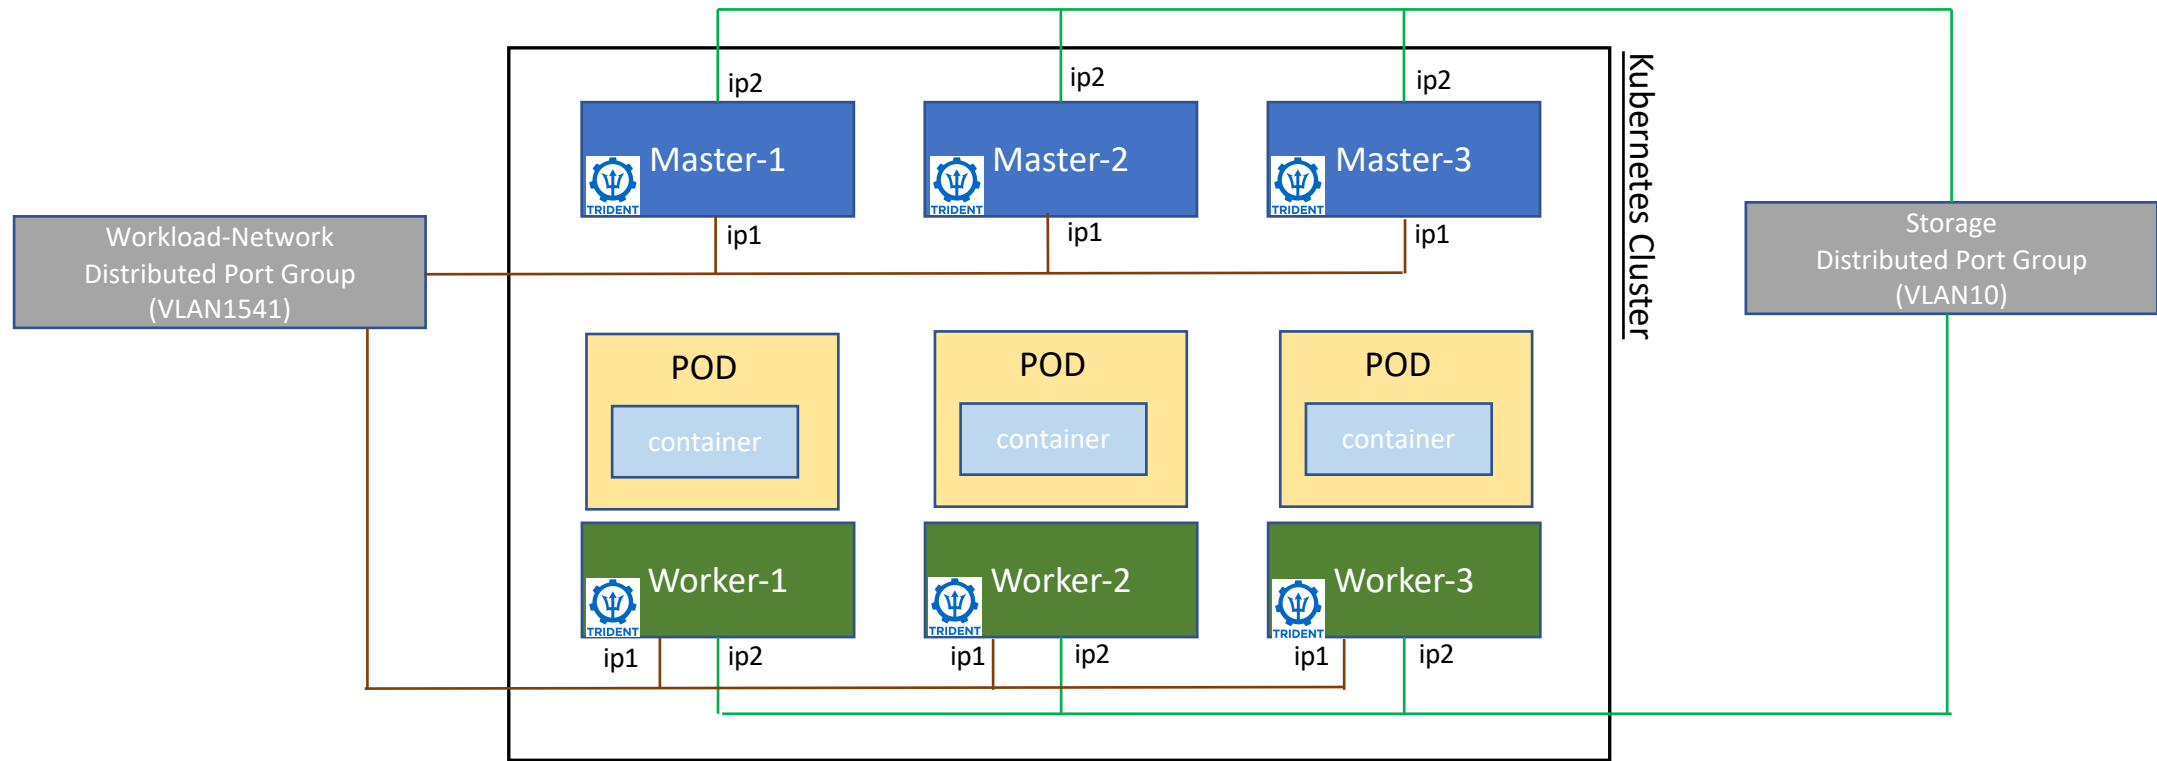 ip2
ip2
ip2
Kubernetes Cluster
Master-1
TRIDENT
Master-2
TRIDENT
Master-3
TRIDENT
ip1
ip1
ip1
Workload-Network
Distributed Port Group
(VLAN1541)
Storage
Distributed Port Group
(VLAN10)
POD
container
POD
container
POD
container
Worker-1
TRIDENT
Worker-2
TRIDENT
Worker-3
TRIDENT
ip1
ip2
ip1
ip2
ip1
ip2